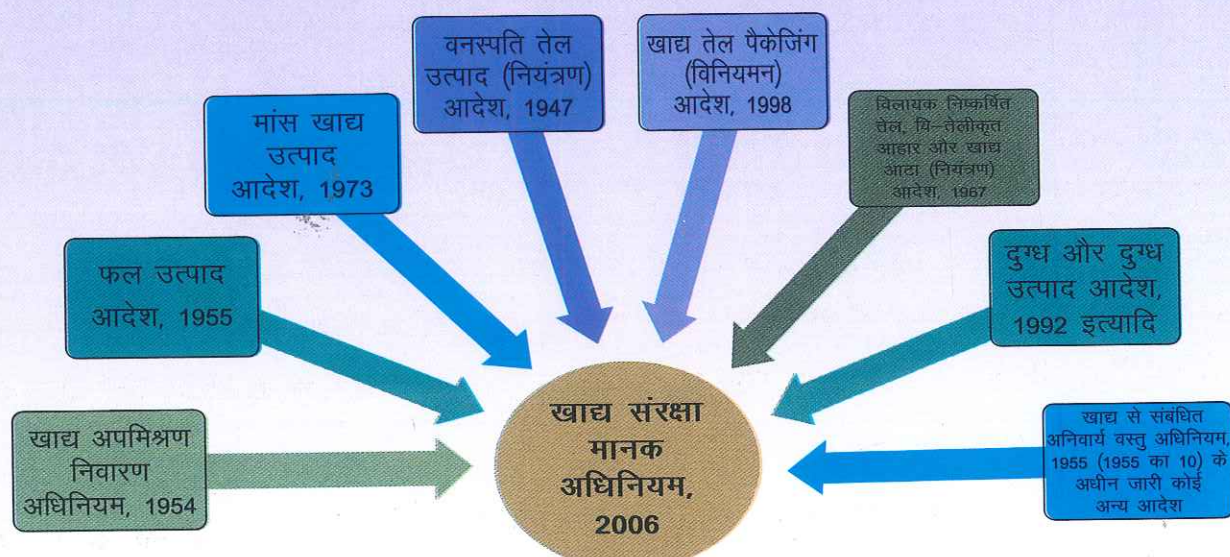 खाद्य अपमिश्रण
निवारण
अधिनियम, 1954
फल उत्पाद
आदेश, 1955
मांस खाद्य
उत्पाद
आदेश, 1973
वनस्पति तेल
उत्पाद (नियंत्रण)
आदेश, 1947
खाद्य तेल पैकेजिंग
(विनियमन)
आदेश, 1998
विलायक निष्कर्षित
तेल, वि–तेलीकृत
आहार और खाद्य
आटा (नियंत्रण)
आदेश, 1967
दुग्ध और दुग्ध
उत्पाद आदेश,
1992 इत्यादि
खाद्य से संबंधित
अनिवार्य वस्तु अधिनियम,
1955 (1955 का 10) के
अधीन जारी कोई
अन्य आदेश
खाद्य संरक्षा
मानक
अधिनियम,
2006